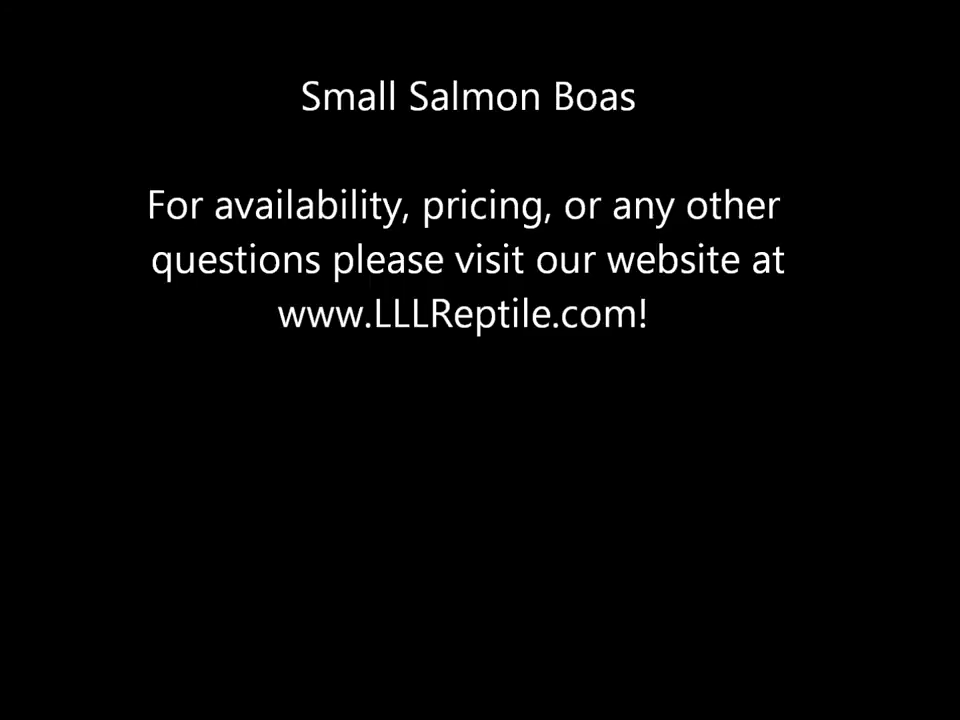 Small Salmon Boas
For availability, pricing, or any other
questions please visit our website at
www.LLLReptile.com!